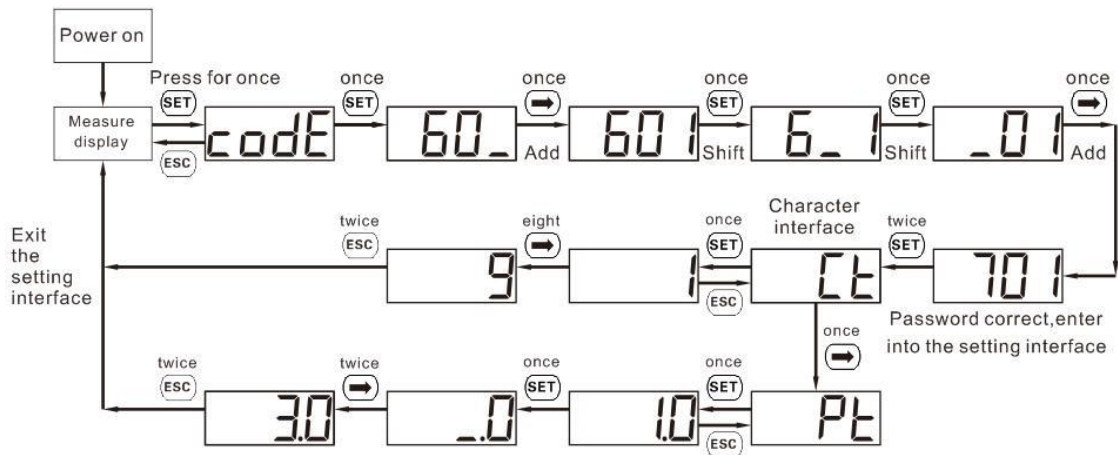 Power on
Press for once
once
once
once
once
once
SET
SET
➡
SET
SET
➡
Measure
display
codE
60_
601
6_1
_01
ESC
Add
Shift
Shift
Add
Exit
the
setting
interface
twice
ESC
eight
➡
once
SET
Character
interface
twice
SET
9
1
ESC
Ct
701
Password correct,enter
into the setting interface
once
➡
twice
ESC
twice
➡
once
SET
once
SET
3.0
_.0
1.0
ESC
Pt